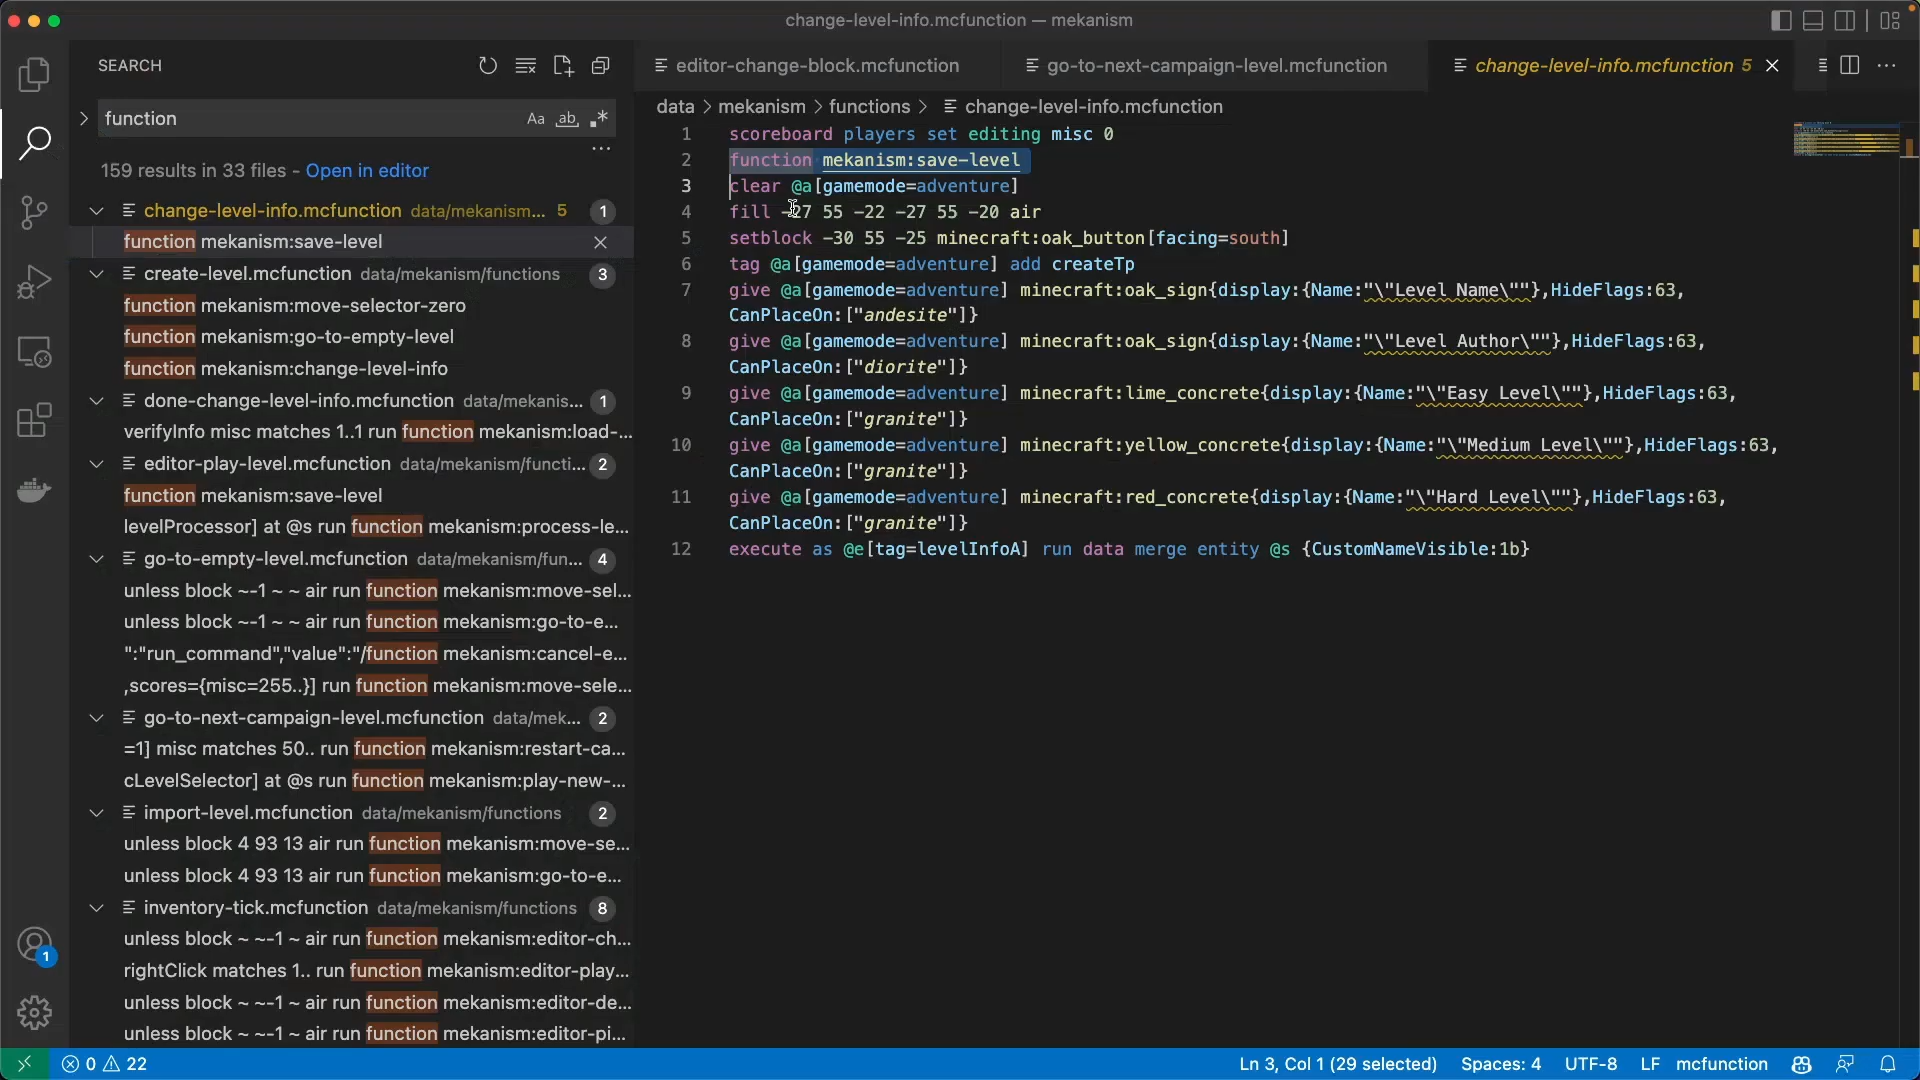 change-level-info.mcfunction — mekanism
SEARCH
function
Aa ab
159 results in 33 files - Open in editor
change-level-info.mcfunction data/mekanism... 5 1
function mekanism:save-level
create-level.mcfunction data/mekanism/functions 3
function mekanism:move-selector-zero
function mekanism:go-to-empty-level
function mekanism:change-level-info
done-change-level-info.mcfunction data/mekanis... 1
verifyInfo misc matches 1..1 run function mekanism:load-...
editor-play-level.mcfunction data/mekanism/functi... 2
function mekanism:save-level
levelProcessor] at @s run function mekanism:process-le...
go-to-empty-level.mcfunction data/mekanism/fun... 4
unless block ~-1 ~ ~ air run function mekanism:move-sel...
unless block ~-1 ~ ~ air run function mekanism:go-to-e...
":"run_command","value":"/function mekanism:cancel-e...
,scores={misc=255..}] run function mekanism:move-sele...
go-to-next-campaign-level.mcfunction data/mek... 2
=1] misc matches 50.. run function mekanism:restart-ca...
cLevelSelector] at @s run function mekanism:play-new-...
import-level.mcfunction data/mekanism/functions 2
unless block 4 93 13 air run function mekanism:move-se...
unless block 4 93 13 air run function mekanism:go-to-e...
inventory-tick.mcfunction data/mekanism/functions 8
unless block ~ ~-1 ~ air run function mekanism:editor-ch...
rightClick matches 1.. run function mekanism:editor-play...
unless block ~ ~-1 ~ air run function mekanism:editor-de...
unless block ~ ~-1 ~ air run function mekanism:editor-pi...
editor-change-block.mcfunction
go-to-next-campaign-level.mcfunction
change-level-info.mcfunction 5
data > mekanism > functions > change-level-info.mcfunction
1 scoreboard players set editing misc 0
2 function mekanism:save-level
3 clear @a[gamemode=adventure]
4 fill -27 55 -22 -27 55 -20 air
5 setblock -30 55 -25 minecraft:oak_button[facing=south]
6 tag @a[gamemode=adventure] add createTp
7 give @a[gamemode=adventure] minecraft:oak_sign{display:{Name:"\"Level Name\""},HideFlags:63,
CanPlaceOn:["andesite"]}
8 give @a[gamemode=adventure] minecraft:oak_sign{display:{Name:"\"Level Author\""},HideFlags:63,
CanPlaceOn:["diorite"]}
9 give @a[gamemode=adventure] minecraft:lime_concrete{display:{Name:"\"Easy Level\""},HideFlags:63,
CanPlaceOn:["granite"]}
10 give @a[gamemode=adventure] minecraft:yellow_concrete{display:{Name:"\"Medium Level\""},HideFlags:63,
CanPlaceOn:["granite"]}
11 give @a[gamemode=adventure] minecraft:red_concrete{display:{Name:"\"Hard Level\""},HideFlags:63,
CanPlaceOn:["granite"]}
12 execute as @e[tag=levelInfoA] run data merge entity @s {CustomNameVisible:1b}
1
0 22
Ln 3, Col 1 (29 selected) Spaces: 4 UTF-8 LF mcfunction